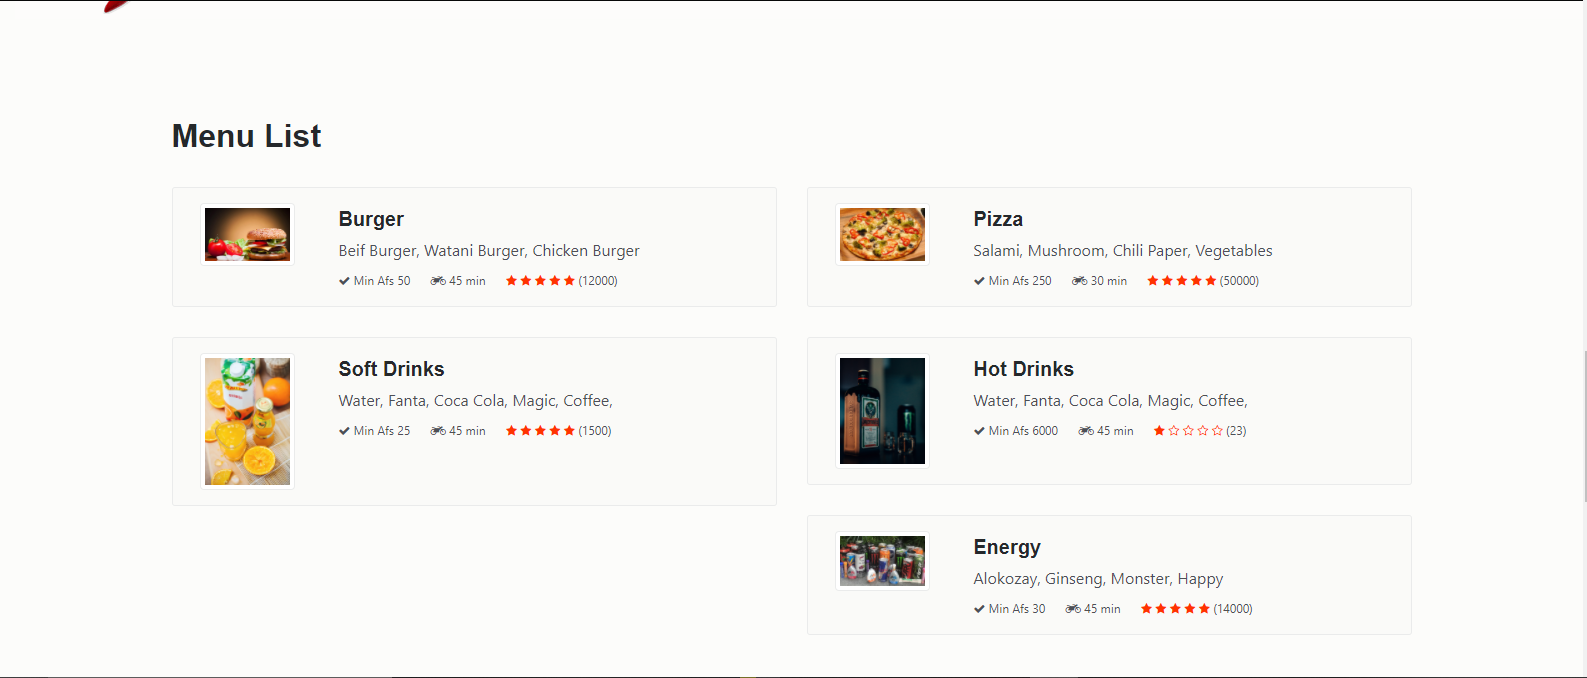 Menu List
Burger
Beif Burger, Watani Burger, Chicken Burger
Min Afs 50 45 min (12000)
Pizza
Salami, Mushroom, Chili Paper, Vegetables
Min Afs 250 30 min (50000)
Soft Drinks
Water, Fanta, Coca Cola, Magic, Coffee,
Min Afs 25 45 min (1500)
Hot Drinks
Water, Fanta, Coca Cola, Magic, Coffee,
Min Afs 6000 45 min (23)
Energy
Alokozay, Ginseng, Monster, Happy
Min Afs 30 45 min (14000)